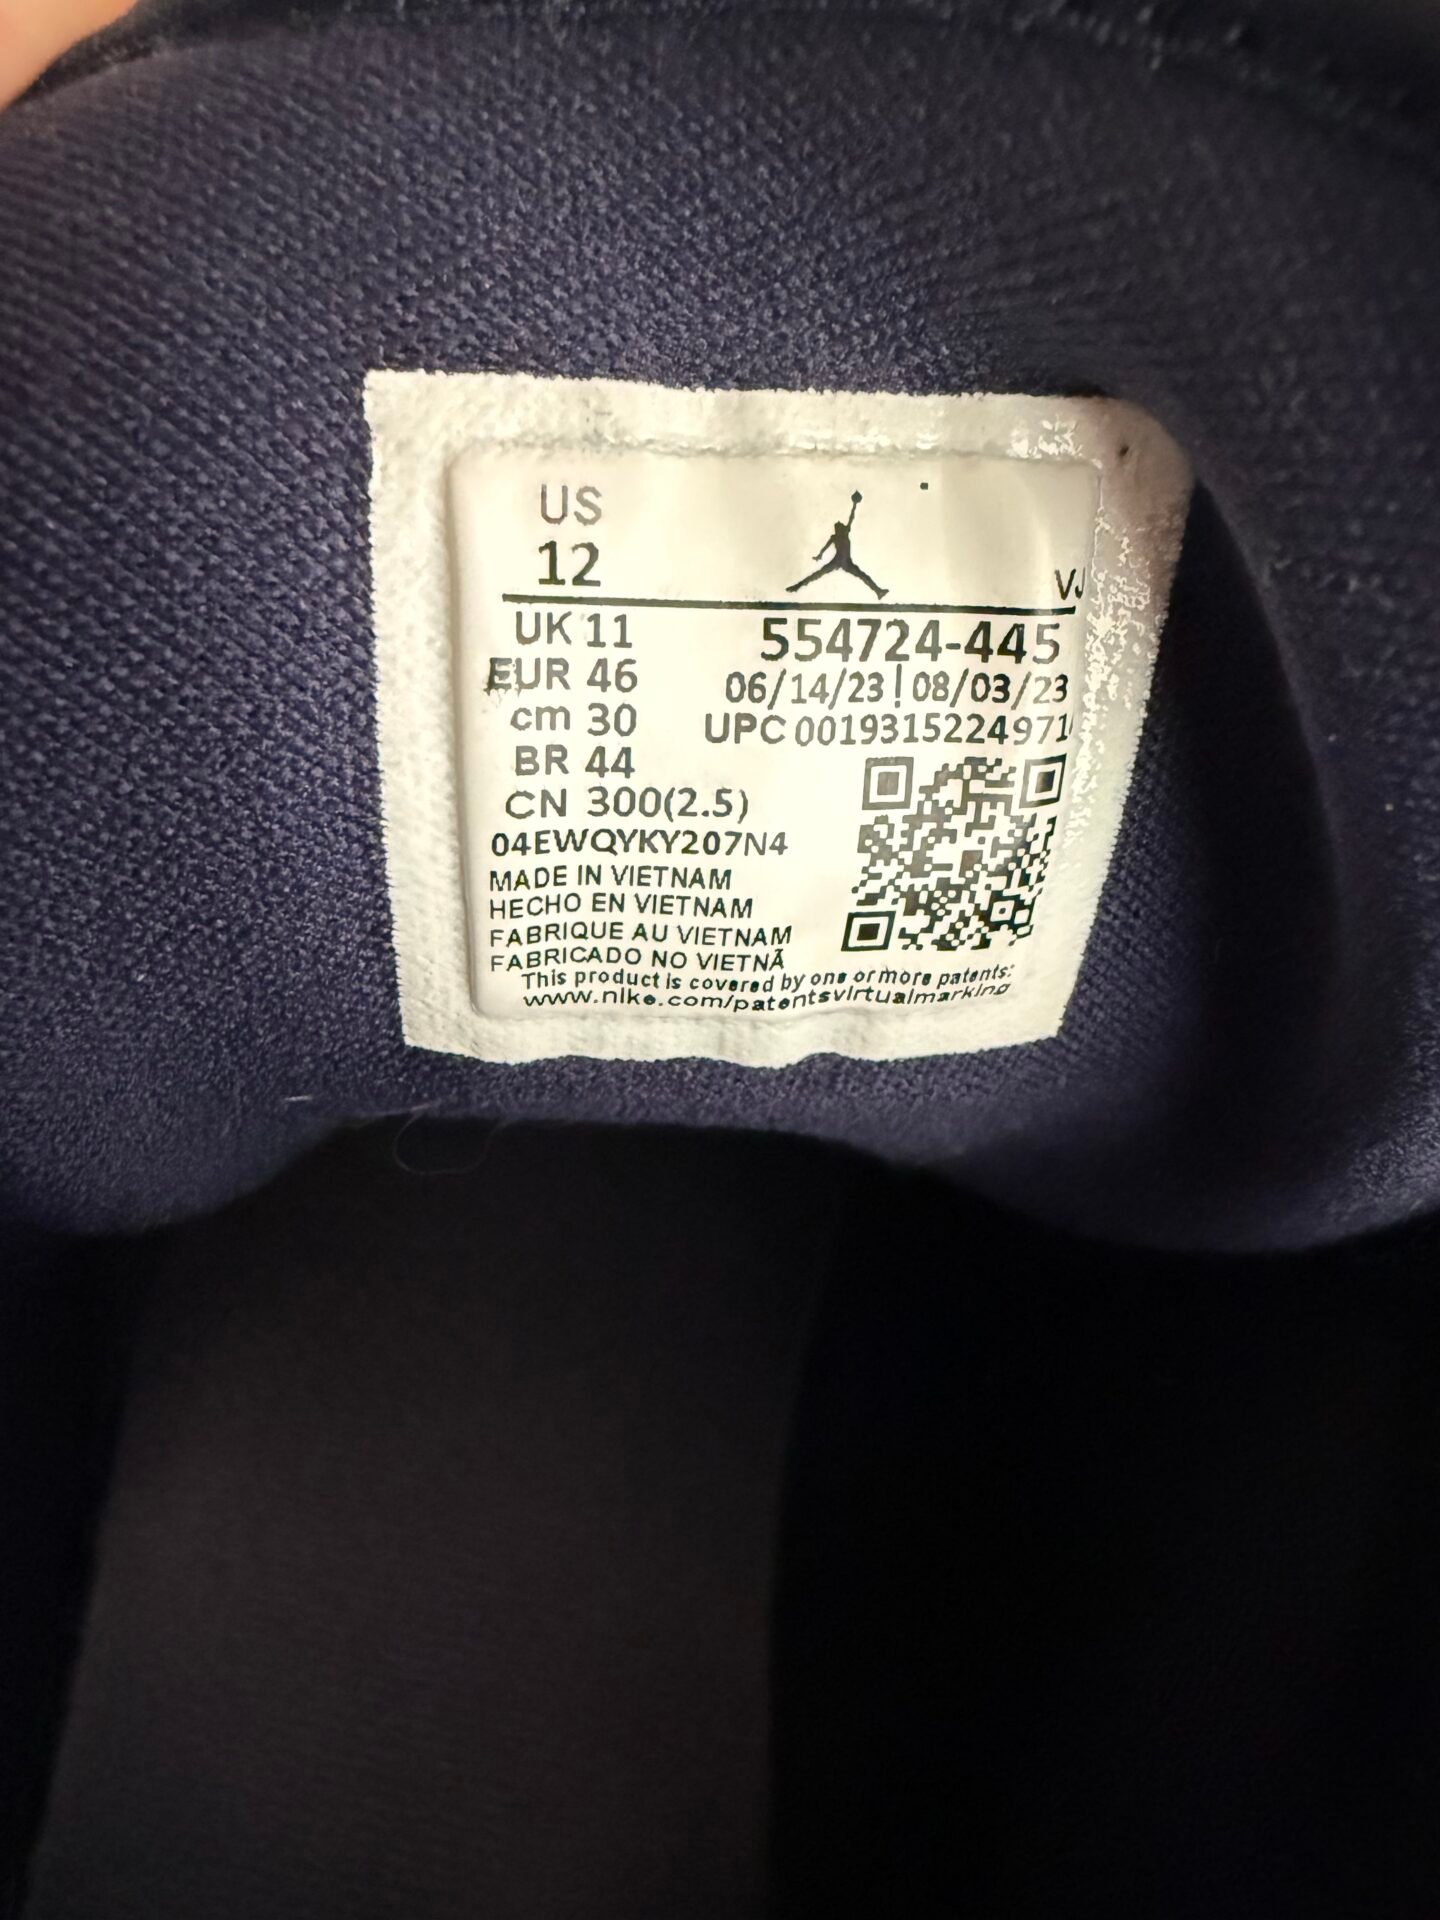 US
12
VJ
UK 11
554724-445
EUR 46
06/14/23 | 08/03/23
cm 30
UPC 0019315224971
BR 44
CN 300(2.5)
04EWQYKY207N4
MADE IN VIETNAM
HECHO EN VIETNAM
FABRIQUE AU VIETNAM
FABRICADO NO VIETNÃ
This product is covered by one or more patents:
www.nike.com/patentsvirtualmarking